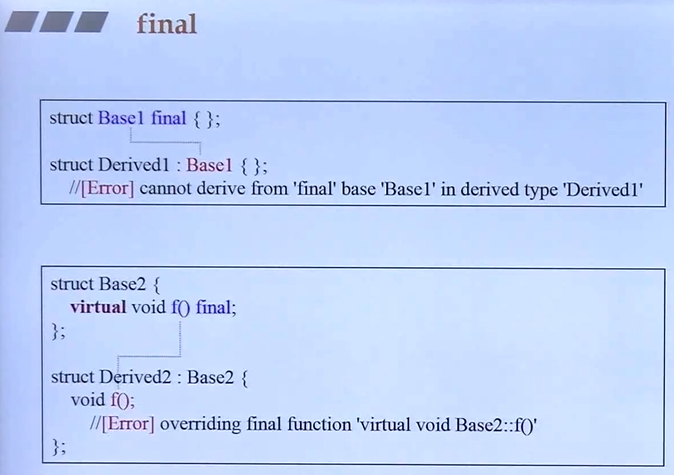 final
struct Base1 final { };
struct Derived1 : Base1 { };
//[Error] cannot derive from 'final' base 'Base1' in derived type 'Derived1'
struct Base2 {
virtual void f() final;
};
struct Derived2 : Base2 {
void f();
//[Error] overriding final function 'virtual void Base2::f()'
};